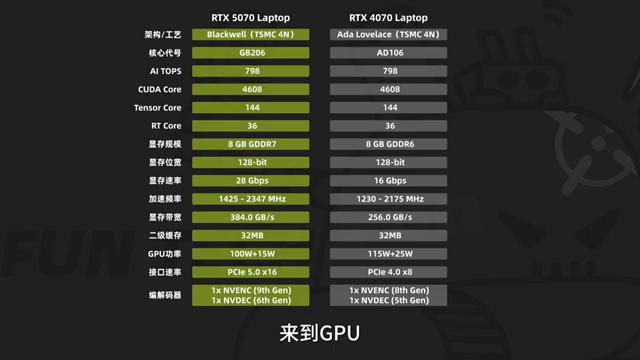 RTX 5070 Laptop RTX 4070 Laptop
架构/工艺 Blackwell（TSMC 4N） Ada Lovelace（TSMC 4N）
核心代号 GB206 AD106
AI TOPS 798 798
CUDA Core 4608 4608
Tensor Core 144 144
RT Core 36 36
显存规模 8 GB GDDR7 8 GB GDDR6
显存位宽 128-bit 128-bit
显存速率 28 Gbps 16 Gbps
加速频率 1425 - 2347 MHz 1230 - 2175 MHz
显存带宽 384.0 GB/s 256.0 GB/s
二级缓存 32MB 32MB
GPU功率 100W+15W 115W+25W
接口速率 PCIe 5.0 x16 PCIe 4.0 x8
编解码器 1x NVENC (9th Gen) 1x NVENC (8th Gen)
1x NVDEC (6th Gen) 1x NVDEC (5th Gen)
FUN
来到GPU